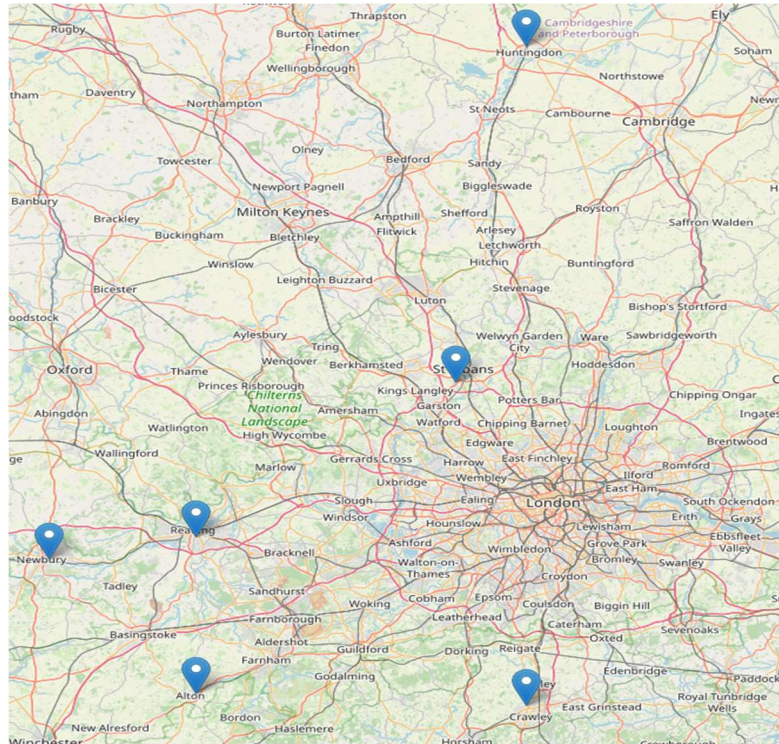 Thrapston
Rugby
Burton Latimer
Finedon
Cambridgeshire
and Peterborough
Ely
Huntingdon
Soham
Wellingborough
Northstowe
Daventry
Northampton
St Neots
Cambourne
Cambridge
Olney
Bedford
Sandy
Towcester
Newport Pagnell
Biggleswade
Banbury
Milton Keynes
Ampthill
Shefford
Royston
Brackley
Saffron Walden
Flitwick
Arlesey
Buckingham
Bletchley
Letchworth
Winslow
Hitchin
Buntingford
Leighton Buzzard
Bicester
Stevenage
Luton
Bishop's Stortford
Aylesbury
Welwyn Garden
City
Ware
Sawbridgeworth
Tring
Wendover
Berkhamsted
Hoddesdon
Oxford
Thame
Princes Risborough
Kings Langley
Chilterns
National
Landscape
Chipping Ongar
Potters Bar
Amersham
Garston
Abingdon
Watford
Chipping Barnet
Loughton
Watlington
High Wycombe
Edgware
Brentwood
Wallingford
Gerrards Cross
Harrow
East Finchley
Marlow
Romford
Uxbridge
Wembley
Ilford
East Ham
Slough
Ealing
London
South Ockendon
Windsor
Erith
Grays
Hounslow
Lewisham
Ebbsfleet
Valley
Ashford
Grove Park
Wimbledon
Bracknell
Bromley
Newbury
Walton-on-
Thames
Swanley
Croydon
Tadley
Sandhurst
Woking
Cobham
Epsom
Coulsdon
Biggin Hill
Farnborough
Leatherhead
Caterham
Sevenoaks
Basingstoke
Aldershot
Oxted
Guildford
Dorking
Reigate
Farnham
Edenbridge
Godalming
Paddock
Alton
Royal Tunbridge
Wells
Crawley
East Grinstead
Bordon
New Alresford
Haslemere
Horsham
Winchester